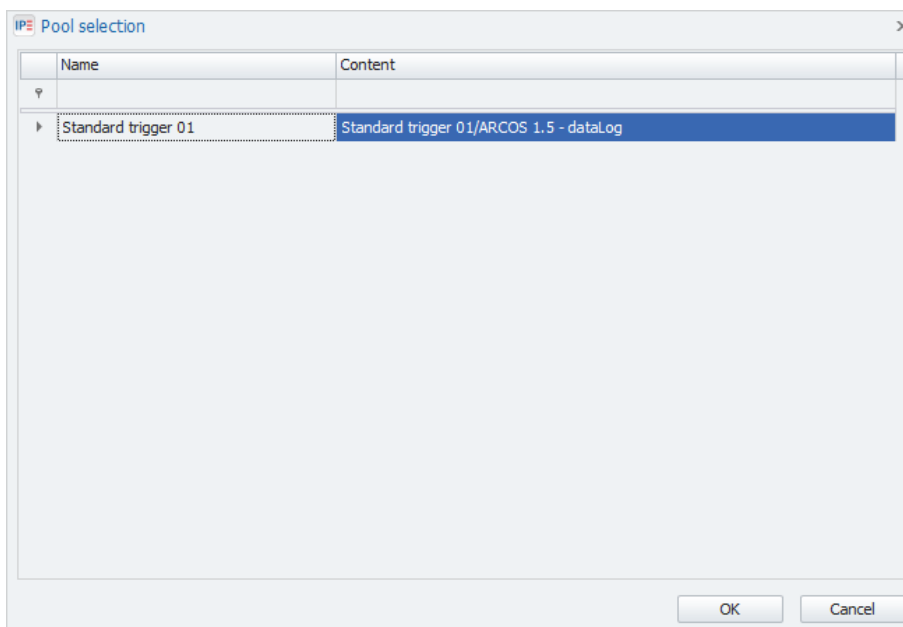 IPE Pool selection
Name Content
Standard trigger 01 Standard trigger 01/ARCOS 1.5 - dataLog
OK Cancel